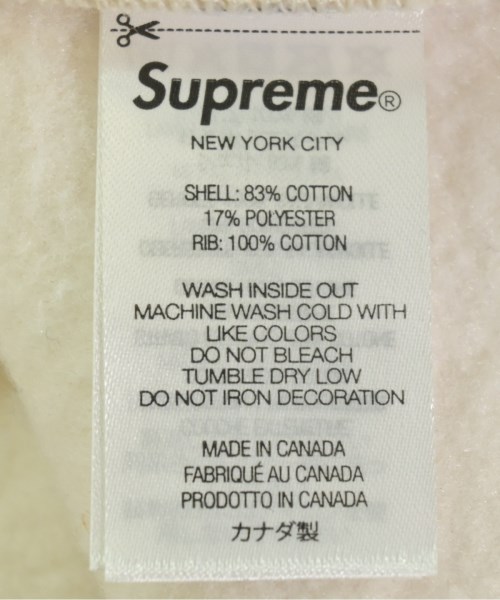 Supreme®
NEW YORK CITY
SHELL: 83% COTTON
17% POLYESTER
RIB: 100% COTTON
WASH INSIDE OUT
MACHINE WASH COLD WITH
LIKE COLORS
DO NOT BLEACH
TUMBLE DRY LOW
DO NOT IRON DECORATION
MADE IN CANADA
FABRIQUÉ AU CANADA
PRODOTTO IN CANADA
カナダ製